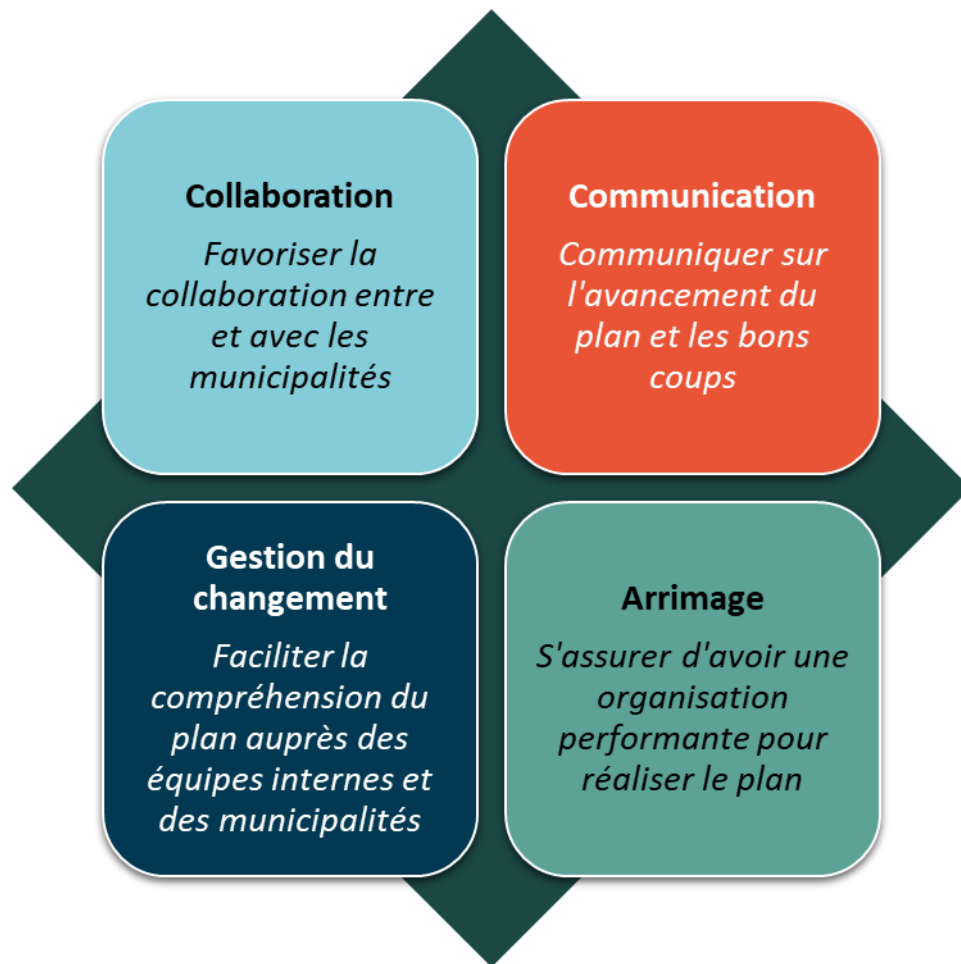 Collaboration
Favoriser la
collaboration entre
et avec les
municipalités
Communication
Communiquer sur
l'avancement du
plan et les bons
coups
Gestion du
changement
Faciliter la
compréhension du
plan auprès des
équipes internes et
des municipalités
Arrimage
S'assurer d'avoir une
organisation
performante pour
réaliser le plan